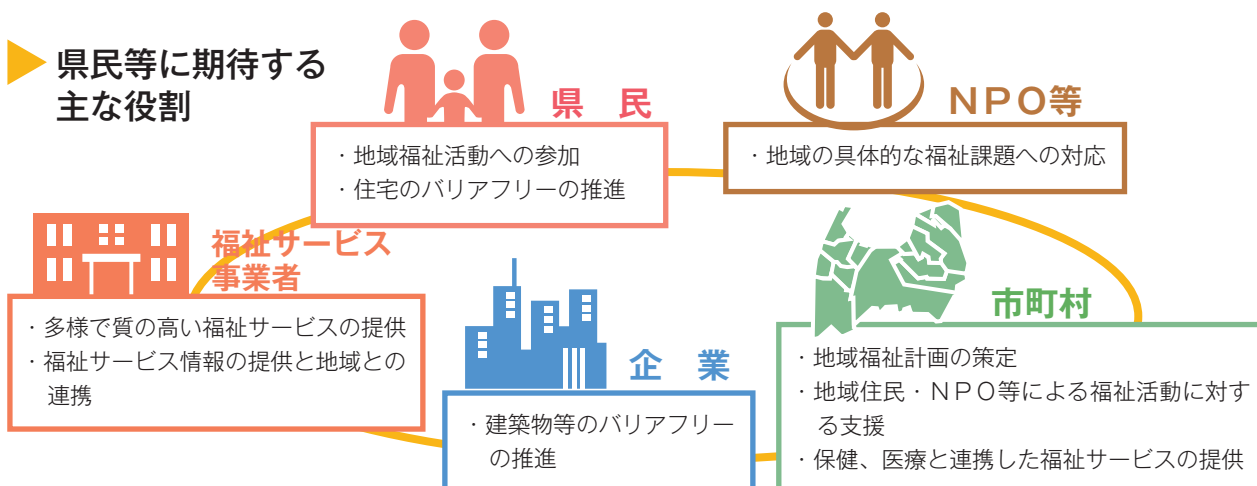 県民等に期待する
主な役割
県　民
・地域福祉活動への参加
・住宅のバリアフリーの推進
ＮＰＯ等
・地域の具体的な福祉課題への対応
福祉サービス
事業者
・多様で質の高い福祉サービスの提供
・福祉サービス情報の提供と地域との
連携
企　業
・建築物等のバリアフリー
の推進
市町村
・地域福祉計画の策定
・地域住民・ＮＰＯ等による福祉活動に対す
る支援
・保健、医療と連携した福祉サービスの提供